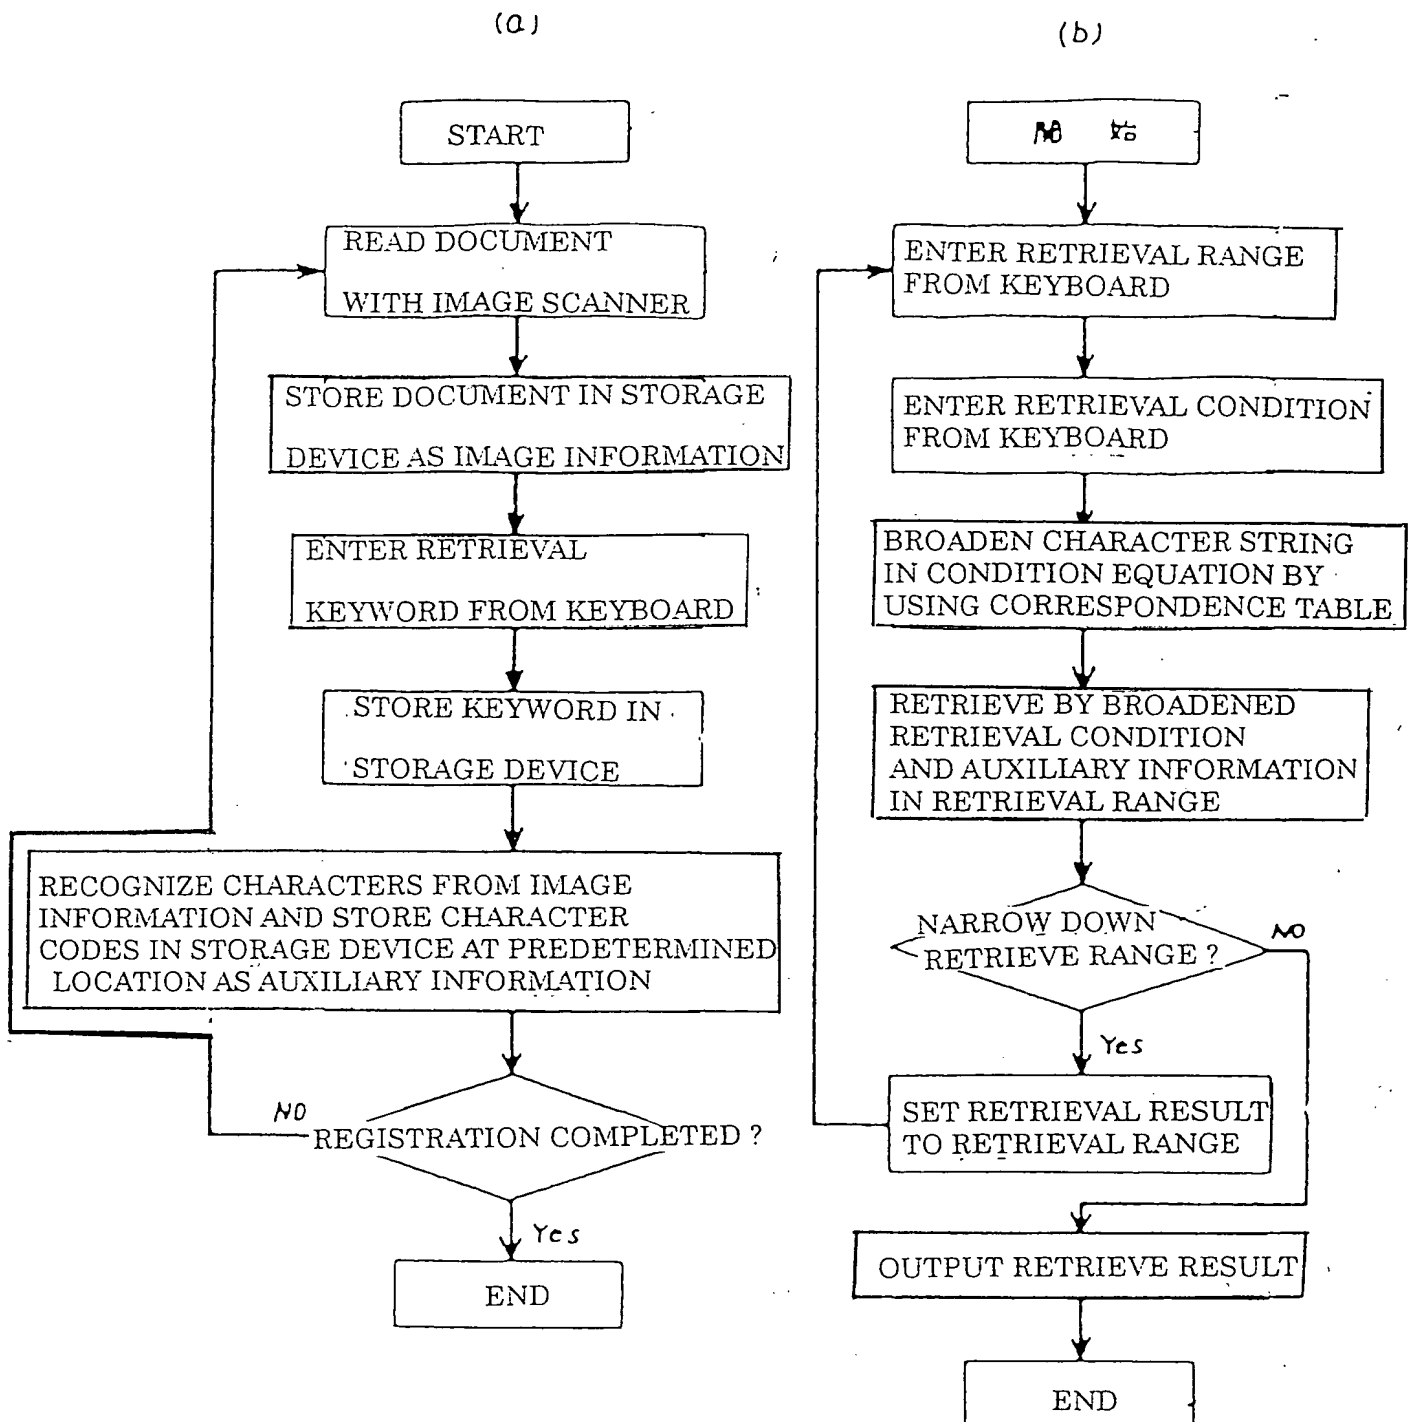 (a)
START
READ DOCUMENT
WITH IMAGE SCANNER
STORE DOCUMENT IN STORAGE
DEVICE AS IMAGE INFORMATION
ENTER RETRIEVAL
KEYWORD FROM KEYBOARD
STORE KEYWORD IN
STORAGE DEVICE
RECOGNIZE CHARACTERS FROM IMAGE
INFORMATION AND STORE CHARACTER
CODES IN STORAGE DEVICE AT PREDETERMINED
LOCATION AS AUXILIARY INFORMATION
NO
REGISTRATION COMPLETED ?
Yes
END
(b)
ENTER RETRIEVAL RANGE
FROM KEYBOARD
ENTER RETRIEVAL CONDITION
FROM KEYBOARD
BROADEN CHARACTER STRING
IN CONDITION EQUATION BY
USING CORRESPONDENCE TABLE
RETRIEVE BY BROADENED
RETRIEVAL CONDITION
AND AUXILIARY INFORMATION
IN RETRIEVAL RANGE
NARROW DOWN
RETRIEVE RANGE ?
NO
Yes
SET RETRIEVAL RESULT
TO RETRIEVAL RANGE
OUTPUT RETRIEVE RESULT
END